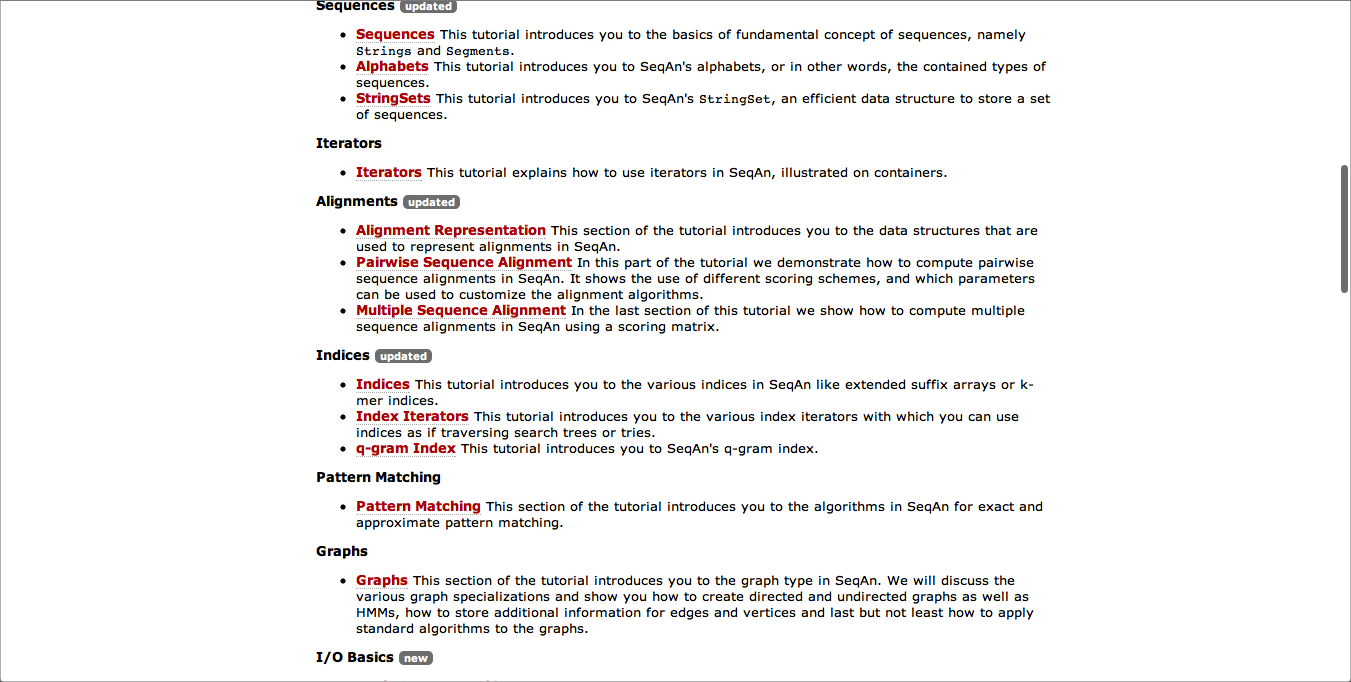 Sequences updated
• Sequences This tutorial introduces you to the basics of fundamental concept of sequences, namely
Strings and Segments.
• Alphabets This tutorial introduces you to SeqAn's alphabets, or in other words, the contained types of
sequences.
• StringSets This tutorial introduces you to SeqAn's StringSet, an efficient data structure to store a set
of sequences.
Iterators
• Iterators This tutorial explains how to use iterators in SeqAn, illustrated on containers.
Alignments updated
• Alignment Representation This section of the tutorial introduces you to the data structures that are
used to represent alignments in SeqAn.
• Pairwise Sequence Alignment In this part of the tutorial we demonstrate how to compute pairwise
sequence alignments in SeqAn. It shows the use of different scoring schemes, and which parameters
can be used to customize the alignment algorithms.
• Multiple Sequence Alignment In the last section of this tutorial we show how to compute multiple
sequence alignments in SeqAn using a scoring matrix.
Indices updated
• Indices This tutorial introduces you to the various indices in SeqAn like extended suffix arrays or k-
mer indices.
• Index Iterators This tutorial introduces you to the various index iterators with which you can use
indices as if traversing search trees or tries.
• q-gram Index This tutorial introduces you to SeqAn's q-gram index.
Pattern Matching
• Pattern Matching This section of the tutorial introduces you to the algorithms in SeqAn for exact and
approximate pattern matching.
Graphs
• Graphs This section of the tutorial introduces you to the graph type in SeqAn. We will discuss the
various graph specializations and show you how to create directed and undirected graphs as well as
HMMs, how to store additional information for edges and vertices and last but not least how to apply
standard algorithms to the graphs.
I/O Basics new